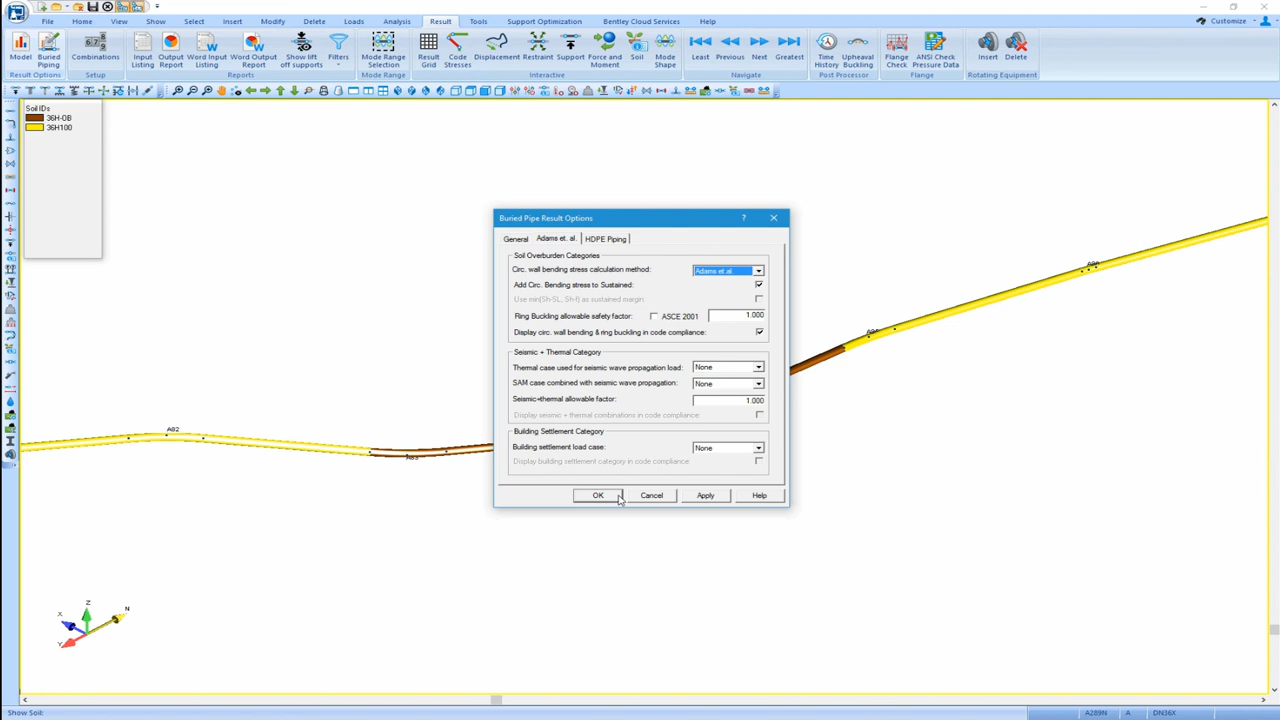 File Home View Show Select Insert Modify Delete Loads Analysis Result Tools Support Optimization Bentley Cloud Services Help Customize
Model Buried Piping Combinations Input Listing Output Report Word Input Listing Word Output Report Show lift off supports Filters Mode Range Selection Result Grid Code Stresses Displacement Restraint Support Force and Moment Soil Mode Shape Least Previous Next Greatest Time History Upheaval Buckling Flange Check ANSI Check Pressure Data Insert Delete
Result Options Setup Reports Mode Range Interactive Navigate Post Processor Flange Rotating Equipment
Soil IDs
36H-OB
36H100
Buried Pipe Result Options ?
General Adams et. al. HDPE Piping
Soil Overburden Categories
Circ. wall bending stress calculation method: Adams et.al.
Add Circ. Bending stress to Sustained:
Use min(Sh-SL, Sh-f) as sustained margin:
Ring Buckling allowable safety factor: ASCE 2001 1.000
Display circ. wall bending & ring buckling in code compliance:
Seismic + Thermal Category
Thermal case used for seismic wave propagation load: None
SAM case combined with seismic wave propagation: None
Seismic+thermal allowable factor: 1.000
Display seismic + thermal combinations in code compliance:
Building Settlement Category
Building settlement load case: None
Display building settlement category in code compliance:
OK Cancel Apply Help
A82
Z
X
N
Y
Show Soil: A289N A DN36X